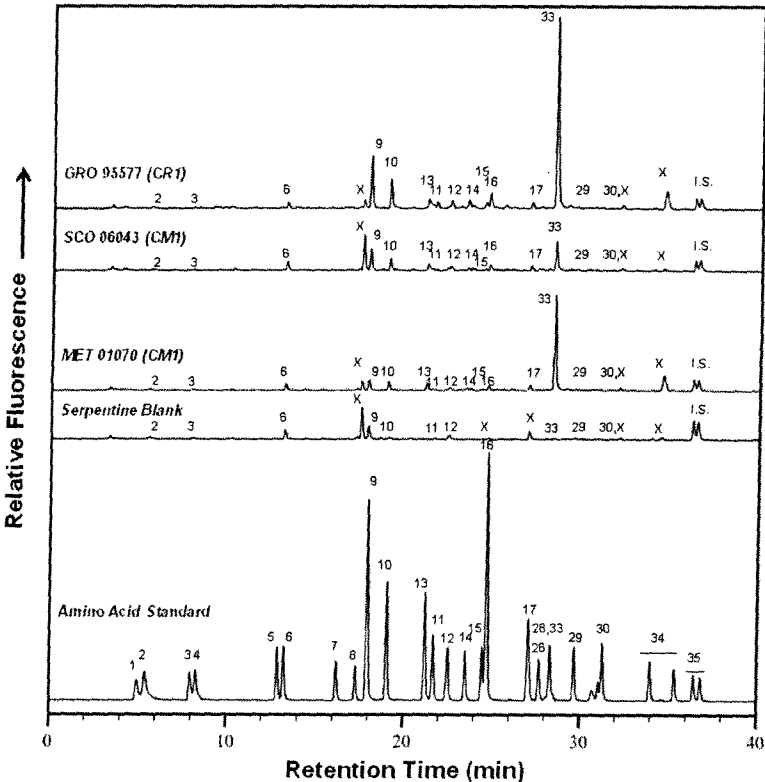 33
9
10
GRO 95577 (CR1)
2 3 6 X 13 11 12 14 15 16 17 29 30,X X I.S.
SCO 06043 (CM1)
2 3 6 X 9 10 13 11 12 14 15 16 17 33 29 30,X X I.S.
33
MET 01070 (CM1)
2 3 6 X 9 10 13 11 12 14 15 16 17 29 30,X X I.S.
Serpentine Blank
2 3 6 X 9 10 11 12 X X 33 29 30,X X I.S.
16
9
10
13
Amino Acid Standard
1 2 3 4 5 6 7 8 11 12 14 15 17 26 28,33 29 30 34 35
0 10 20 30 40
Retention Time (min)
Relative Fluorescence